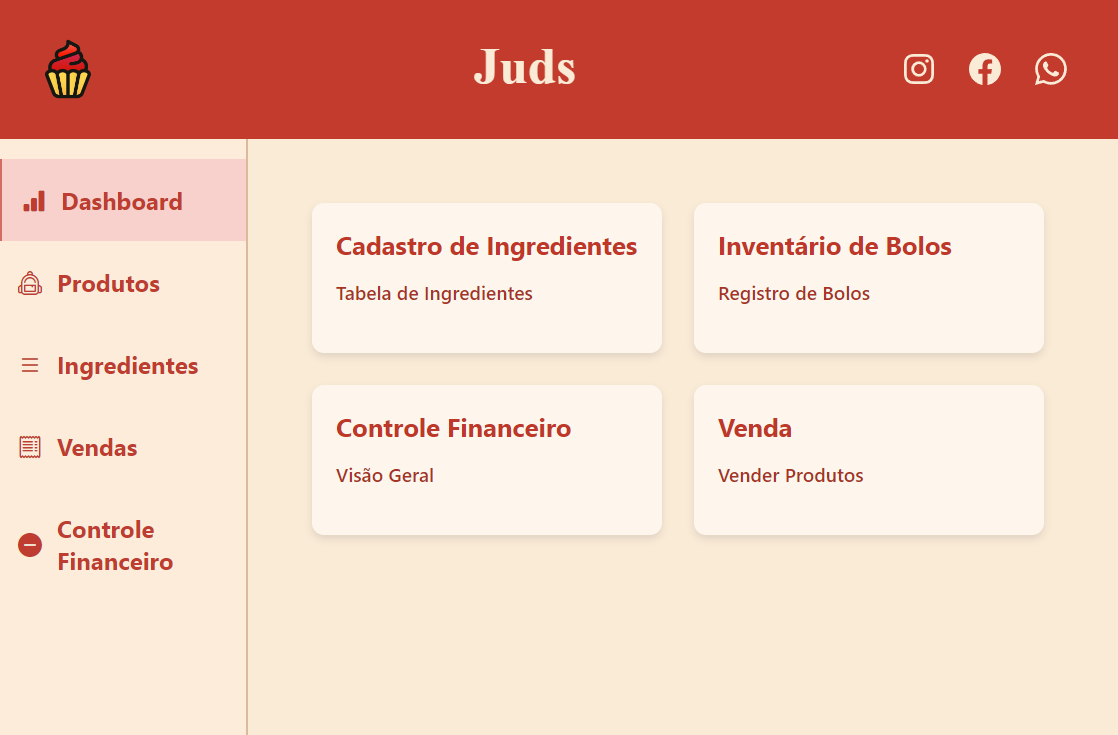 Juds
Dashboard
Produtos
Ingredientes
Vendas
Controle
Financeiro
Cadastro de Ingredientes
Tabela de Ingredientes
Inventário de Bolos
Registro de Bolos
Controle Financeiro
Visão Geral
Venda
Vender Produtos